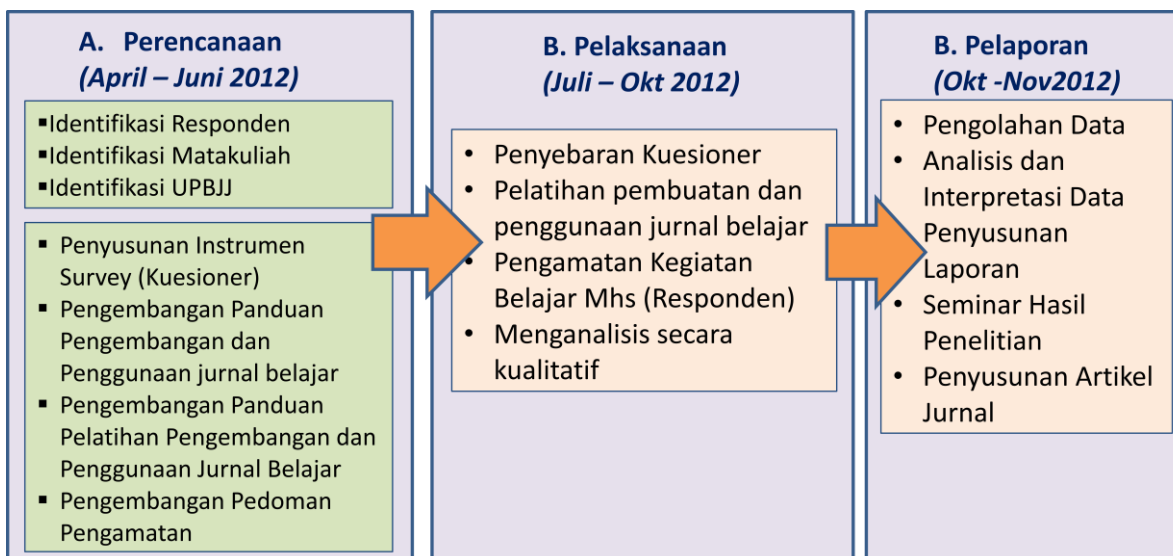 A. Perencanaan
(April – Juni 2012)
▪Identifikasi Responden
▪Identifikasi Matakuliah
▪Identifikasi UPBJJ
▪ Penyusunan Instrumen
Survey (Kuesioner)
▪ Pengembangan Panduan
Pengembangan dan
Penggunaan jurnal belajar
▪ Pengembangan Panduan
Pelatihan Pengembangan dan
Penggunaan Jurnal Belajar
▪ Pengembangan Pedoman
Pengamatan
B. Pelaksanaan
(Juli – Okt 2012)
• Penyebaran Kuesioner
• Pelatihan pembuatan dan
penggunaan jurnal belajar
• Pengamatan Kegiatan
Belajar Mhs (Responden)
• Menganalisis secara
kualitatif
B. Pelaporan
(Okt -Nov2012)
• Pengolahan Data
• Analisis dan
Interpretasi Data
Penyusunan
Laporan
• Seminar Hasil
Penelitian
• Penyusunan Artikel
Jurnal